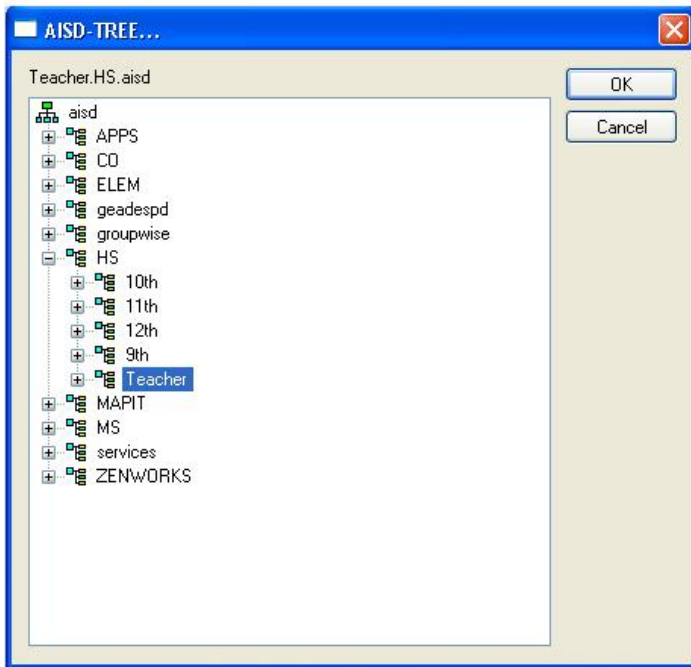 AISD-TREE...
Teacher.HS.aisd
OK
Cancel
aisd
APPS
CO
ELEM
geadespd
groupwise
HS
10th
11th
12th
9th
Teacher
MAPIT
MS
services
ZENWORKS